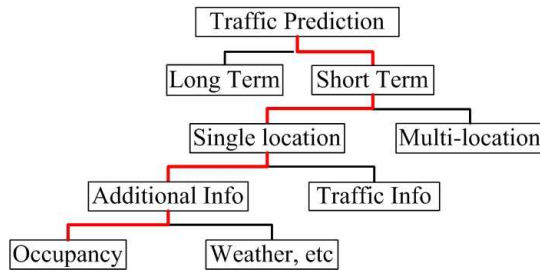 Traffic Prediction
Long Term
Short Term
Single location
Multi-location
Additional Info
Traffic Info
Occupancy
Weather, etc